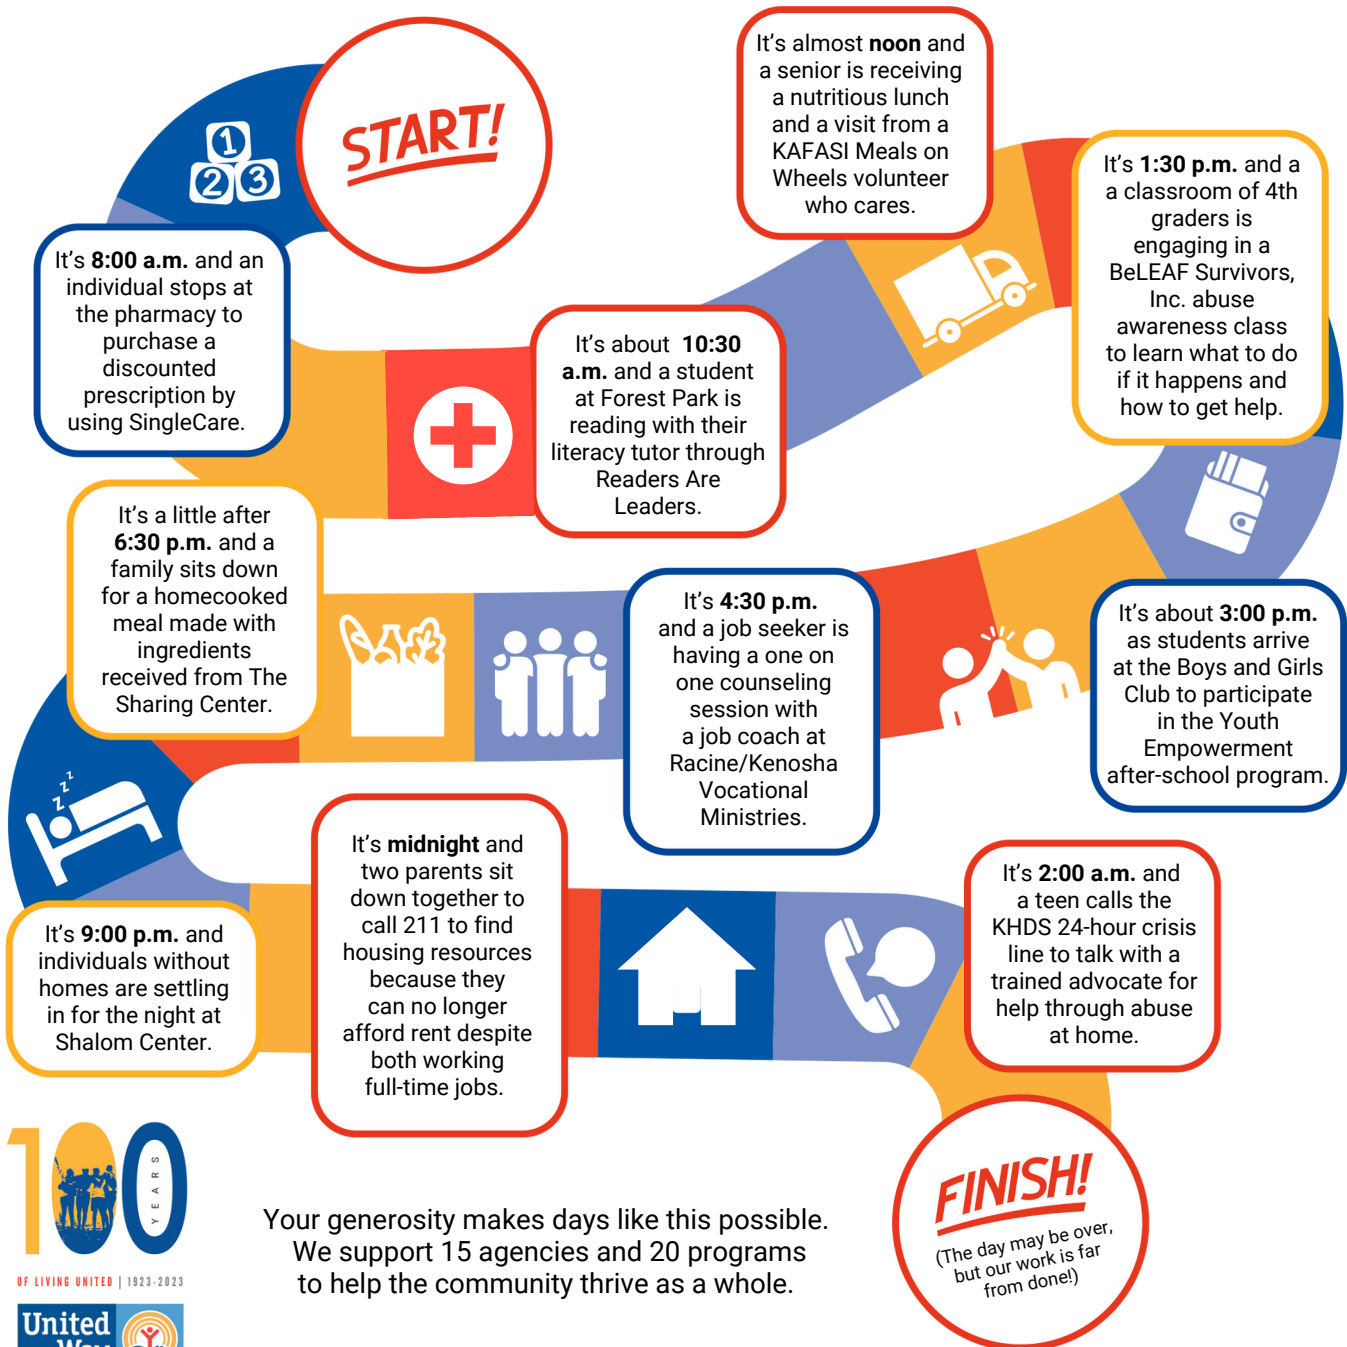 START!
1
2 3
It's 8:00 a.m. and an
individual stops at
the pharmacy to
purchase a
discounted
prescription by
using SingleCare.
It's about 10:30
a.m. and a student
at Forest Park is
reading with their
literacy tutor through
Readers Are
Leaders.
It's almost noon and
a senior is receiving
a nutritious lunch
and a visit from a
KAFASI Meals on
Wheels volunteer
who cares.
It's 1:30 p.m. and a
a classroom of 4th
graders is
engaging in a
BeLEAF Survivors,
Inc. abuse
awareness class
to learn what to do
if it happens and
how to get help.
It's about 3:00 p.m.
as students arrive
at the Boys and Girls
Club to participate
in the Youth
Empowerment
after-school program.
It's 4:30 p.m.
and a job seeker is
having a one on
one counseling
session with
a job coach at
Racine/Kenosha
Vocational
Ministries.
It's a little after
6:30 p.m. and a
family sits down
for a homecooked
meal made with
ingredients
received from The
Sharing Center.
z z z z
It's 9:00 p.m. and
individuals without
homes are settling
in for the night at
Shalom Center.
It's midnight and
two parents sit
down together to
call 211 to find
housing resources
because they
can no longer
afford rent despite
both working
full-time jobs.
It's 2:00 a.m. and
a teen calls the
KHDS 24-hour crisis
line to talk with a
trained advocate for
help through abuse
at home.
FINISH!
(The day may be over,
but our work is far
from done!)
100
YEARS
OF LIVING UNITED | 1923-2023
United
Way
Your generosity makes days like this possible.
We support 15 agencies and 20 programs
to help the community thrive as a whole.